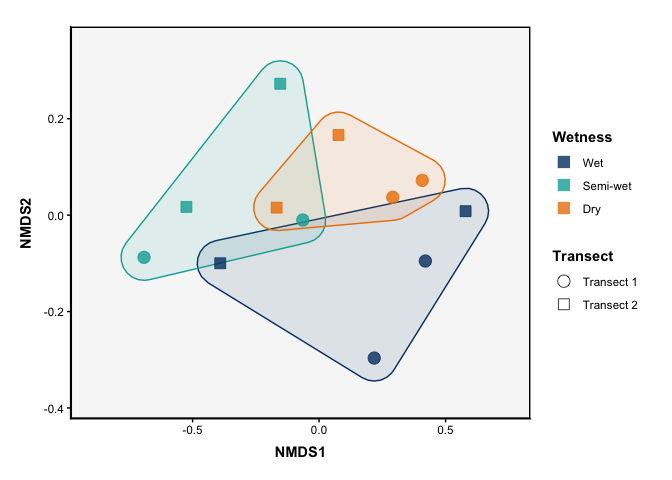 NMDS2
0.2
0.0
-0.2
-0.4
-0.5
0.0
0.5
NMDS1
Wetness
Wet
Semi-wet
Dry
Transect
Transect 1
Transect 2